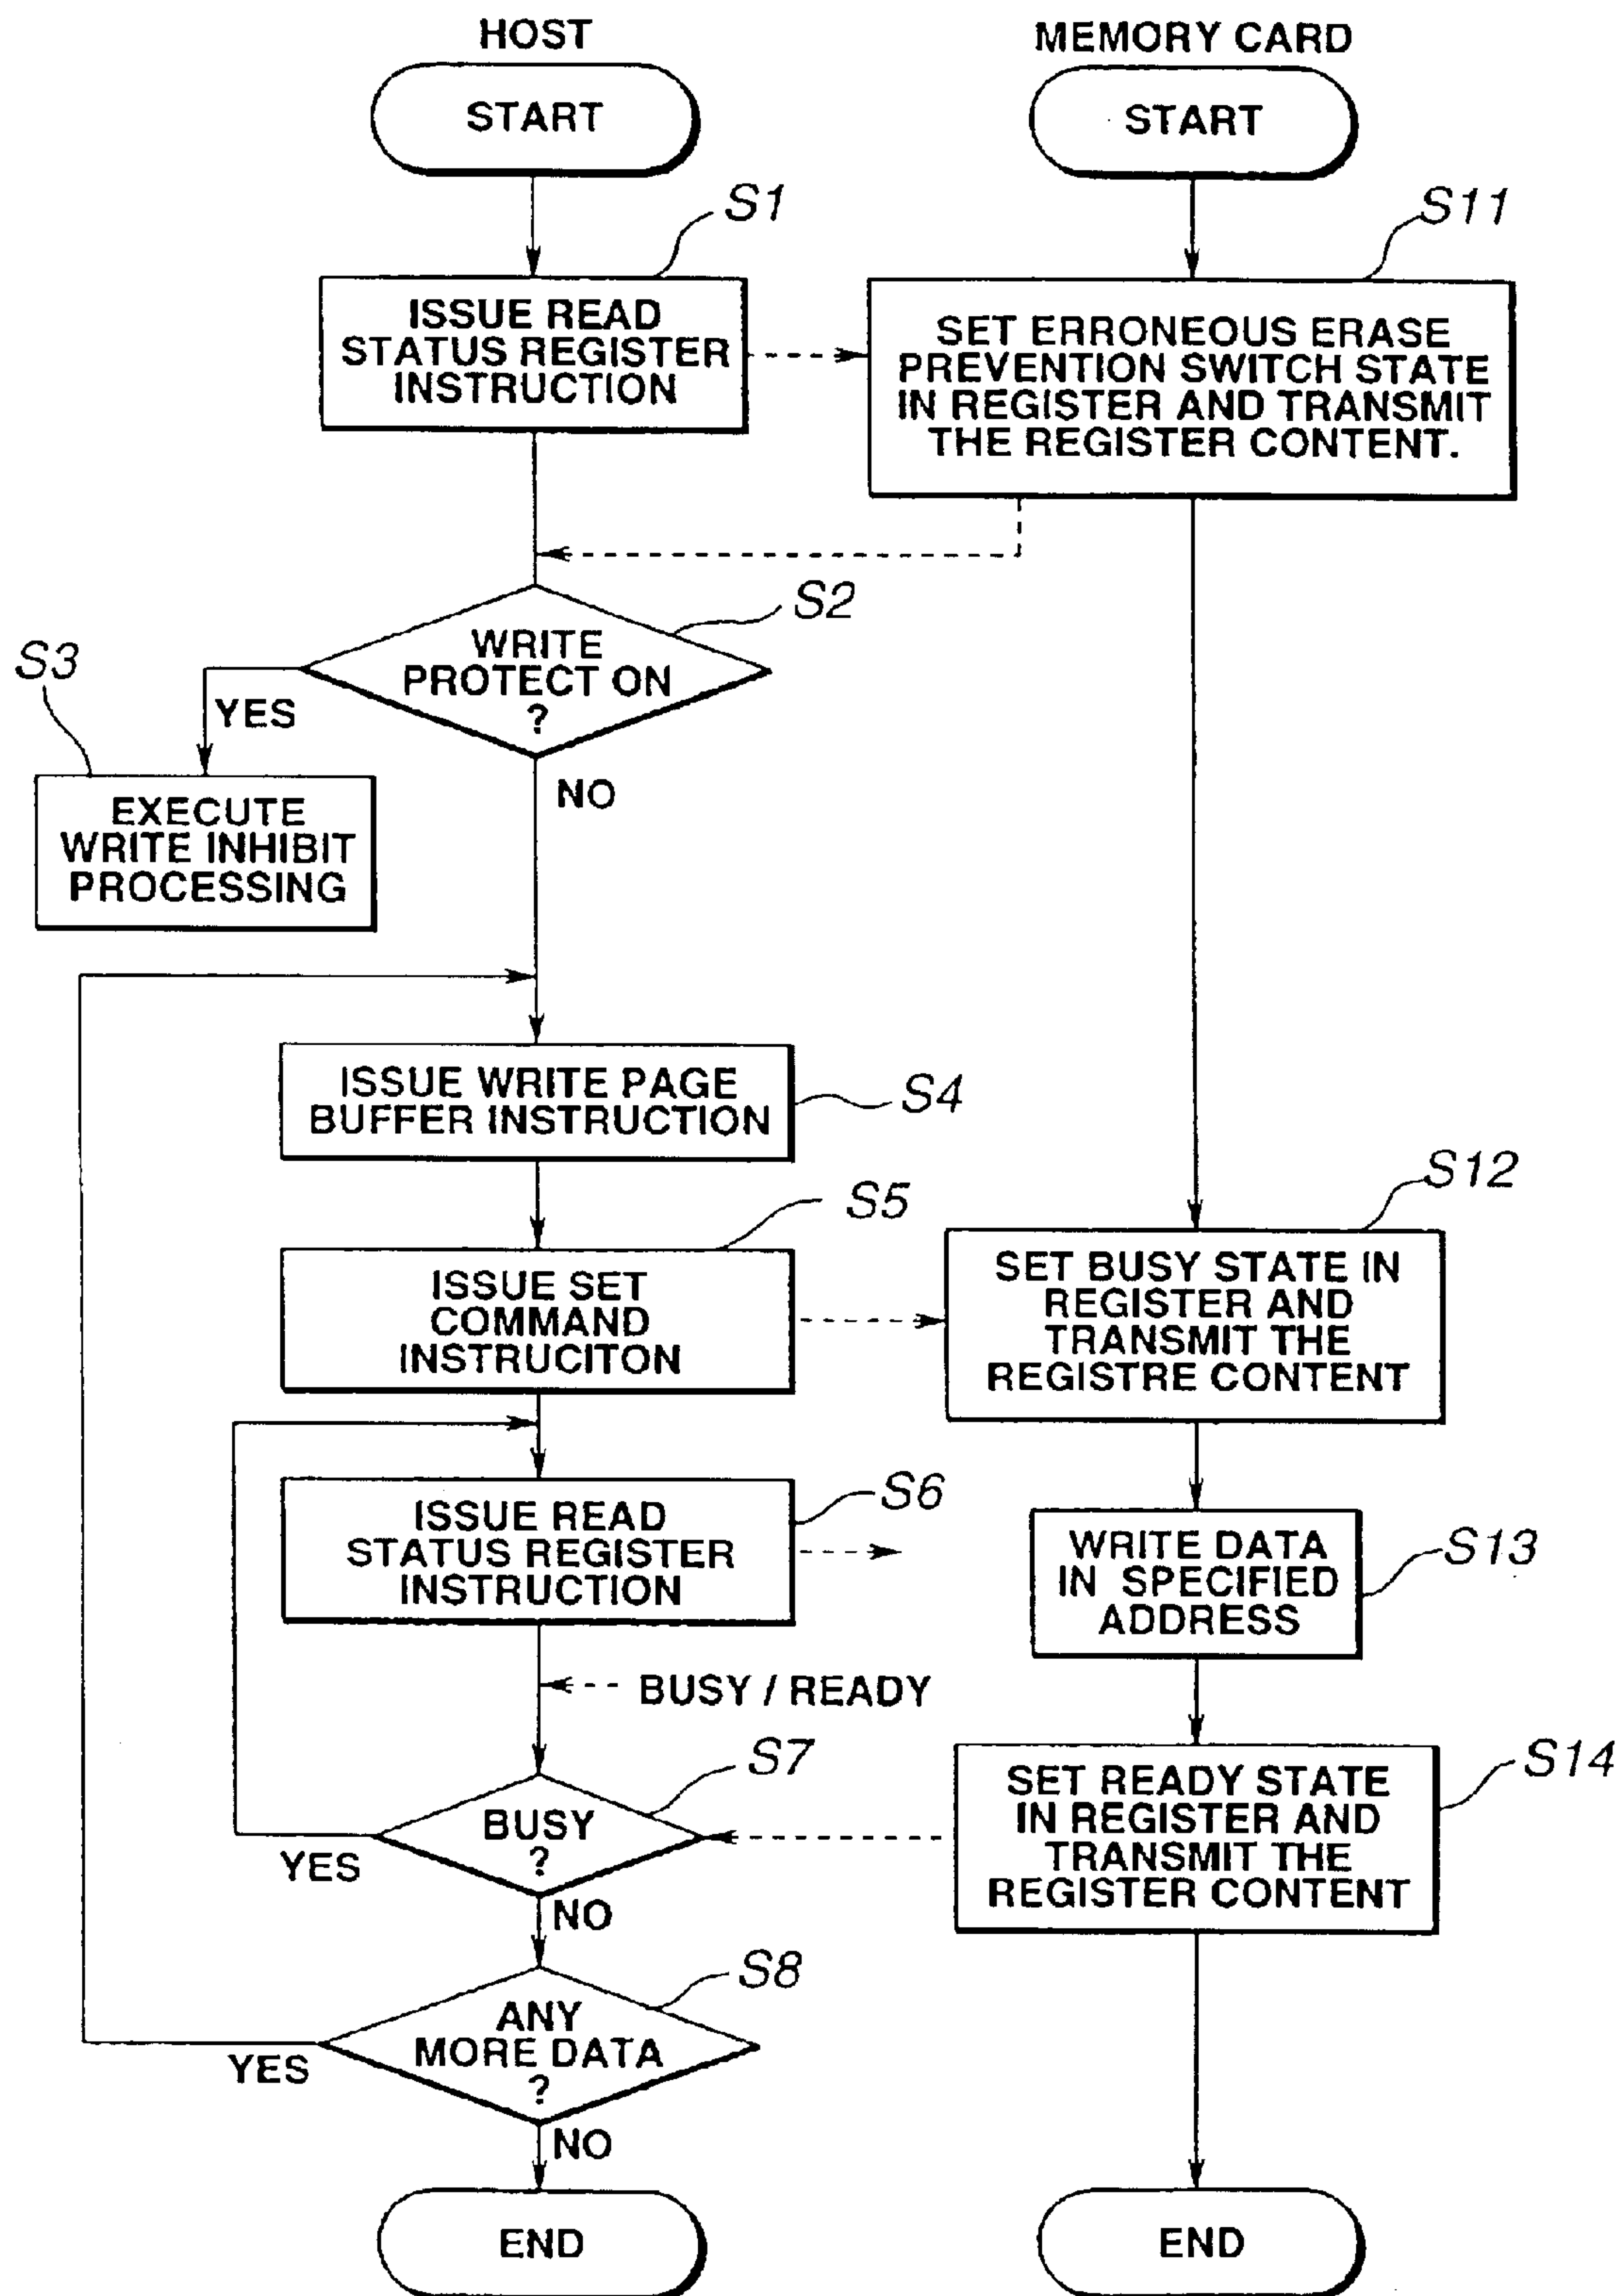 HOST
MEMORY CARD
START
START
S1
S11
ISSUE READ
STATUS REGISTER
INSTRUCTION
SET ERRONEOUS ERASE
PREVENTION SWITCH STATE
IN REGISTER AND TRANSMIT
THE REGISTER CONTENT.
S2
WRITE
PROTECT ON
?
S3
YES
NO
EXECUTE
WRITE INHIBIT
PROCESSING
ISSUE WRITE PAGE
BUFFER INSTRUCTION
S4
S5
S12
ISSUE SET
COMMAND
INSTRUCITON
SET BUSY STATE IN
REGISTER AND
TRANSMIT THE
REGISTRE CONTENT
S6
ISSUE READ
STATUS REGISTER
INSTRUCTION
WRITE DATA
IN SPECIFIED
ADDRESS
S13
BUSY / READY
S7
S14
BUSY
?
YES
NO
SET READY STATE
IN REGISTER AND
TRANSMIT THE
REGISTER CONTENT
S8
ANY
MORE DATA
?
YES
NO
END
END